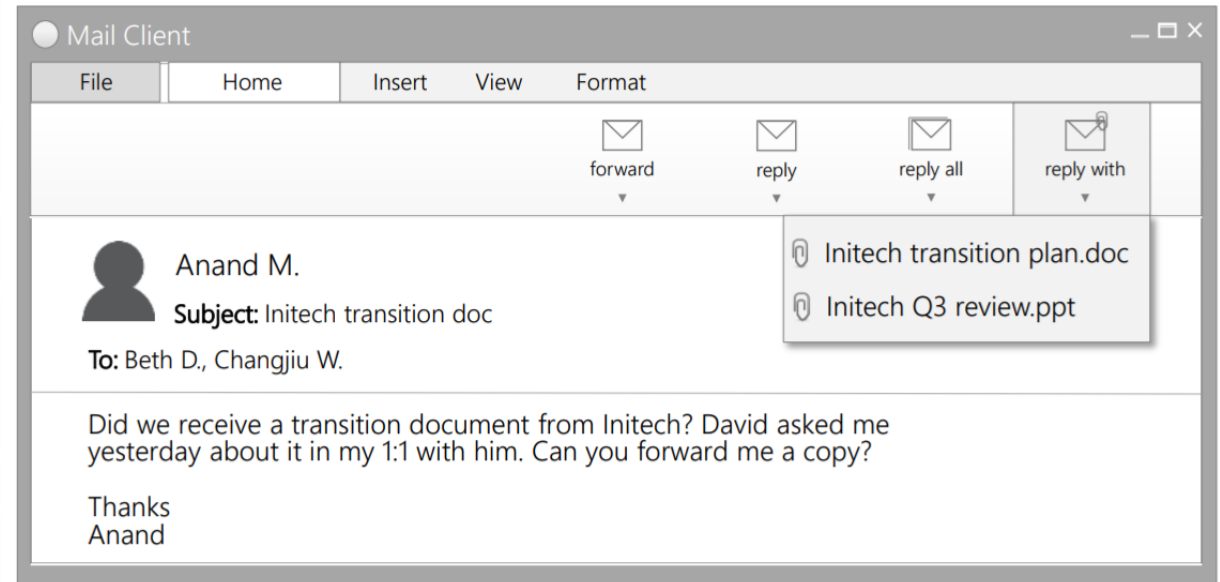 Mail Client
File Home Insert View Format
forward reply reply all reply with
Initech transition plan.doc
Initech Q3 review.ppt
Anand M.
Subject: Initech transition doc
To: Beth D., Changjiu W.
Did we receive a transition document from Initech? David asked me
yesterday about it in my 1:1 with him. Can you forward me a copy?
Thanks
Anand